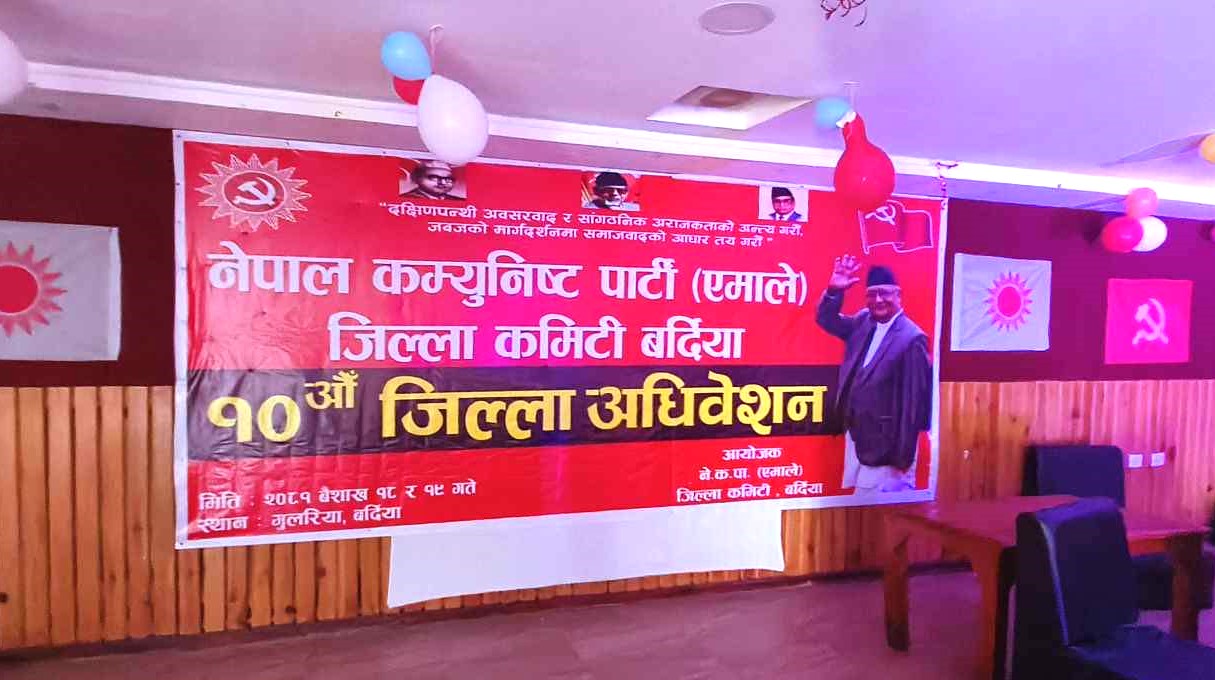 "दक्षिणपन्थी अवसरवाद र सांगठनिक अराजकताको अन्त्य गरौं,
जबजको मार्गदर्शनमा समाजवादको आधार तय गरौं"
नेपाल कम्युनिष्ट पार्टी (एमाले)
जिल्ला कमिटी बर्दिया
१०औँ जिल्ला अधिवेशन
मिति : २०८१ बैशाख १८ र १९ गते
स्थान : गुलरिया, बर्दिया
आयोजक
ने.क.पा. (एमाले)
जिल्ला कमिटी , बर्दिया